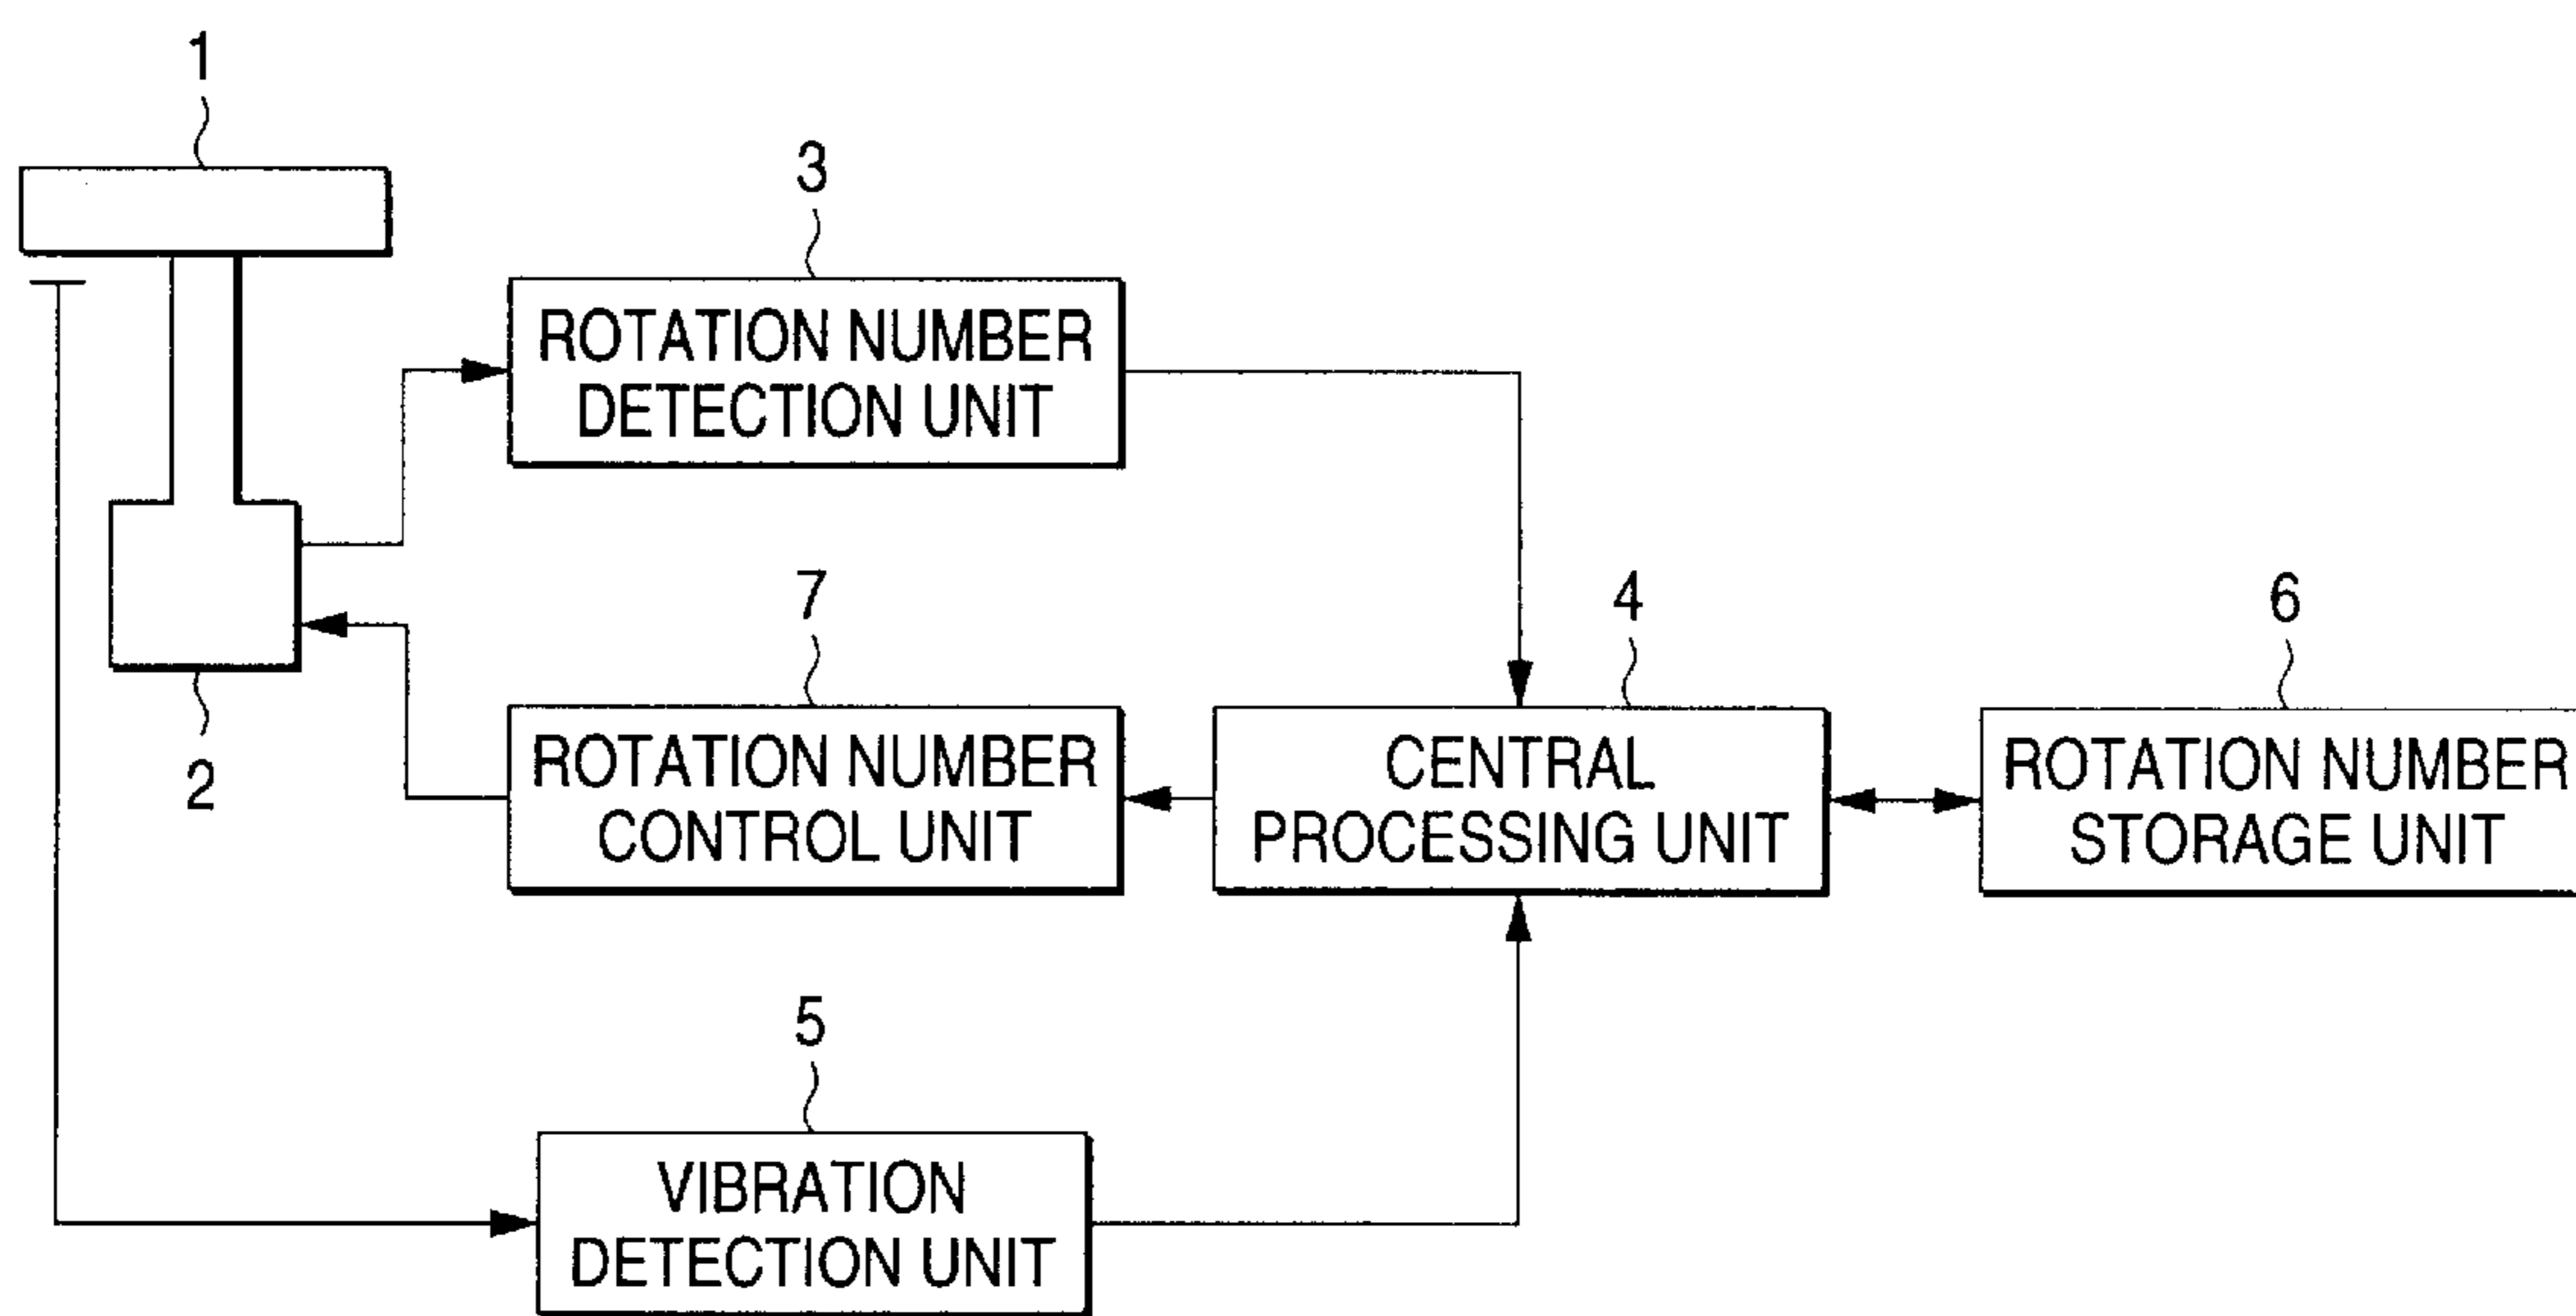 1
3
ROTATION NUMBER
DETECTION UNIT
2
7
ROTATION NUMBER
CONTROL UNIT
4
CENTRAL
PROCESSING UNIT
6
ROTATION NUMBER
STORAGE UNIT
5
VIBRATION
DETECTION UNIT